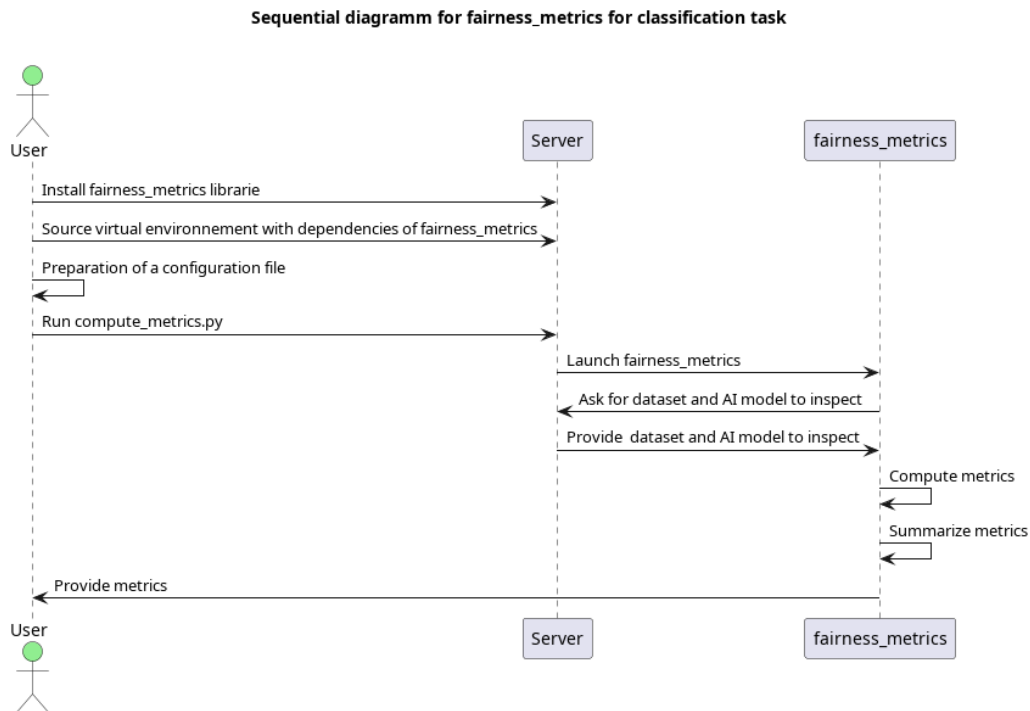 Sequential diagramm for fairness_metrics for classification task
User
Server
fairness_metrics
Install fairness_metrics librarie
Source virtual environnement with dependencies of fairness_metrics
Preparation of a configuration file
Run compute_metrics.py
Launch fairness_metrics
Ask for dataset and AI model to inspect
Provide  dataset and AI model to inspect
Compute metrics
Summarize metrics
Provide metrics
User
Server
fairness_metrics